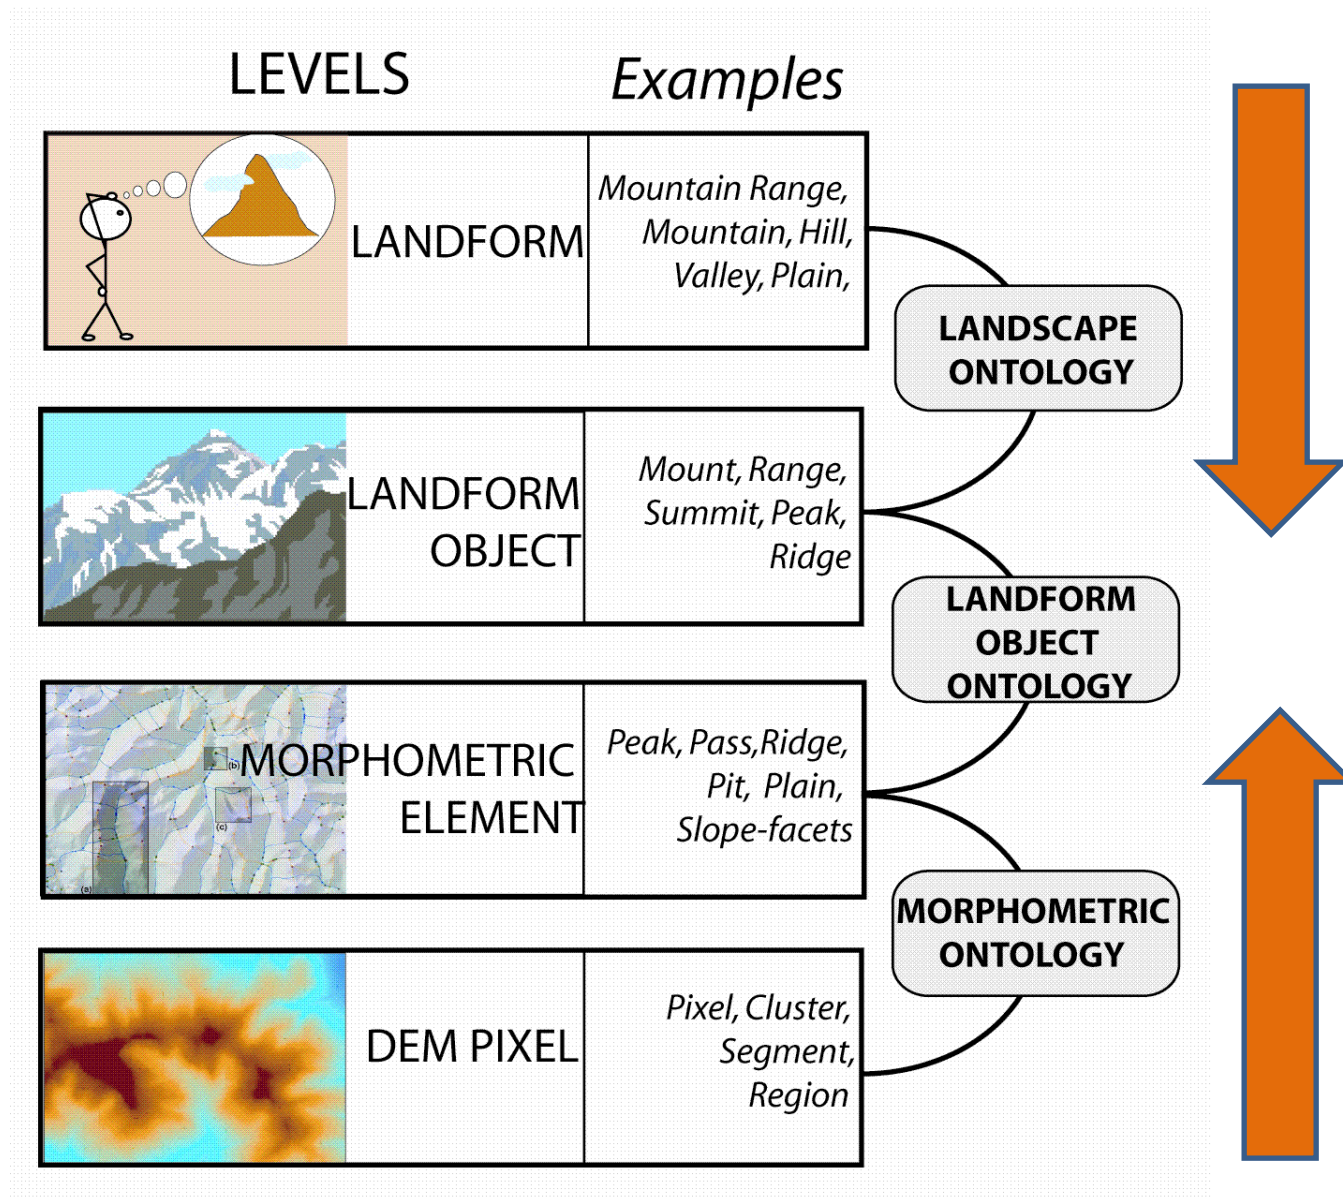 LEVELS
Examples
LANDFORM
Mountain Range,
Mountain, Hill,
Valley, Plain,
LANDSCAPE
ONTOLOGY
LANDFORM
OBJECT
Mount, Range,
Summit, Peak,
Ridge
LANDFORM
OBJECT
ONTOLOGY
(b)
(c)
(a)
MORPHOMETRIC
ELEMENT
Peak, Pass,Ridge,
Pit, Plain,
Slope-facets
MORPHOMETRIC
ONTOLOGY
DEM PIXEL
Pixel, Cluster,
Segment,
Region